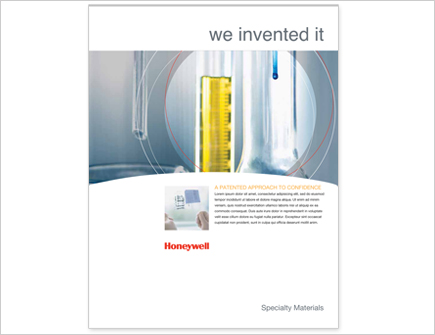 we invented it
A PATENTED APPROACH TO CONFIDENCE
Lorem ipsum dolor sit amet, consectetur adipiscing elit, sed do eiusmod
tempor incididunt ut labore et dolore magna aliqua. Ut enim ad minim
veniam, quis nostrud exercitation ullamco laboris nisi ut aliquip ex ea
commodo consequat. Duis aute irure dolor in reprehenderit in voluptate
velit esse cillum dolore eu fugiat nulla pariatur. Excepteur sint occaecat
cupidatat non proident, sunt in culpa qui officia deserunt mollit anim.
Honeywell
Specialty Materials